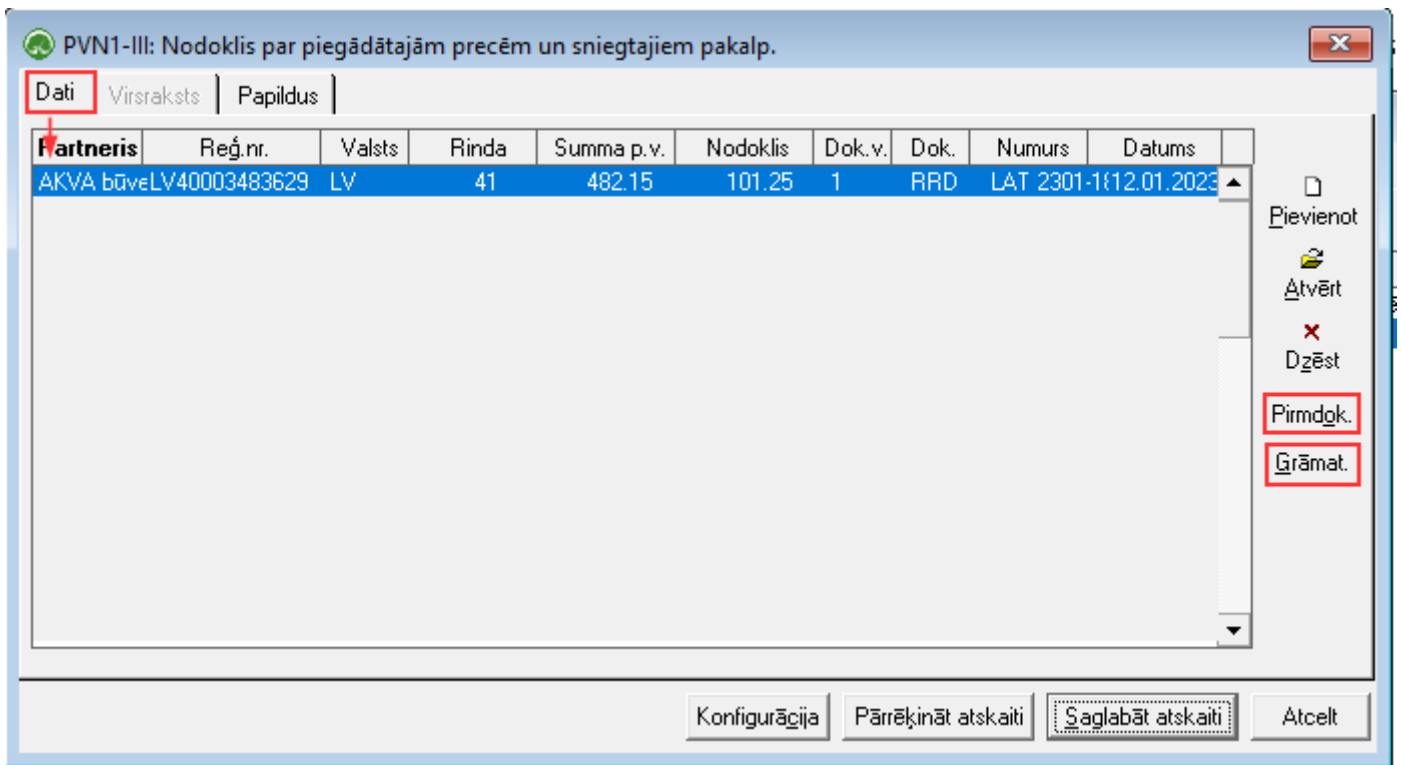 PVN1-III: Nodoklis par piegādātajām precēm un sniegtajiem pakalp.
Dati Virsraksts Papildus
Partneris Reģ.nr. Valsts Rinda Summa p.v. Nodoklis Dok.v. Dok. Numurs Datums
AKVA būve LV40003483629 LV 41 482.15 101.25 1 RRD LAT 2301-18 12.01.2023
Pievienot
Atvērt
Dzēst
Pirmdok.
Grāmat.
Konfigurācija Pārrēķināt atskaiti Saglabāt atskaiti Atcelt